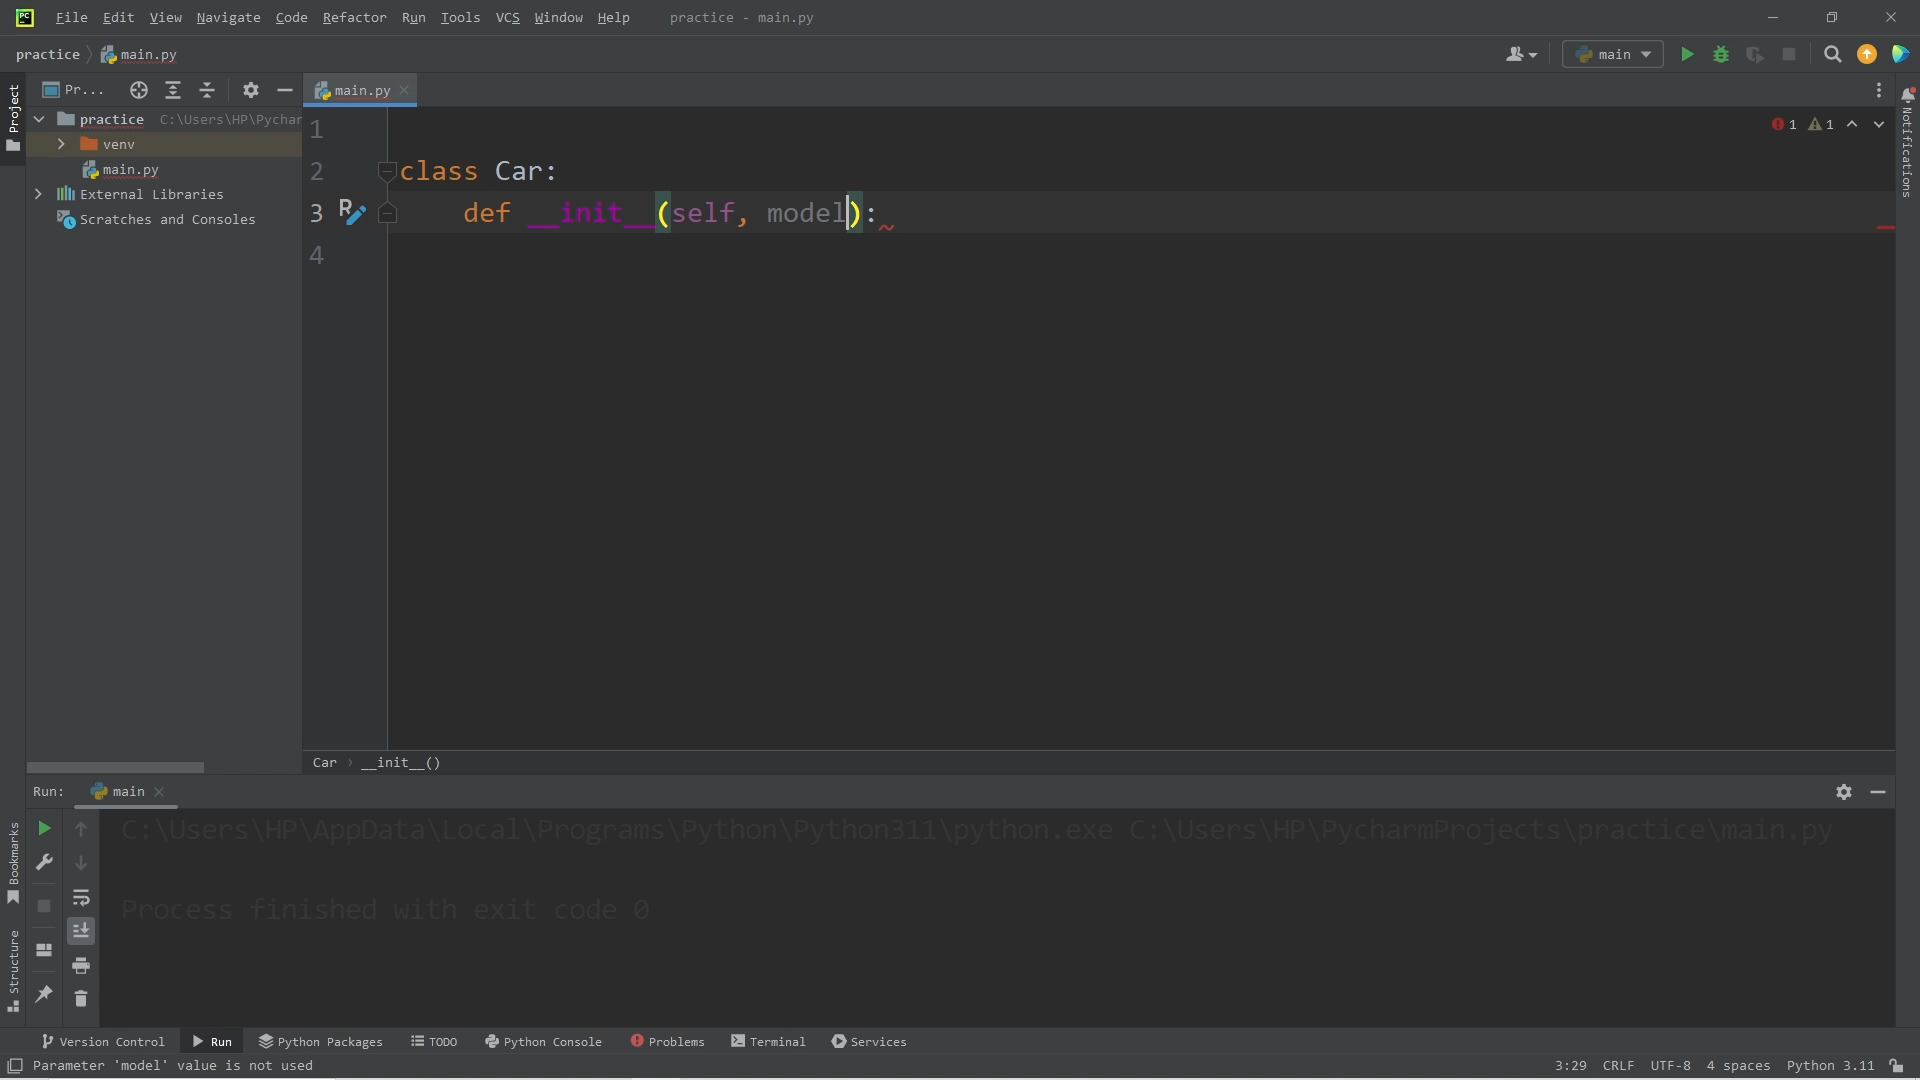 PC
File Edit View Navigate Code Refactor Run Tools VCS Window Help practice - main.py
practice main.py main
Project
Pr...
main.py
practice C:\Users\HP\Pychar
venv
main.py
External Libraries
Scratches and Consoles
1
2 class Car:
3 def __init__(self, model):
4
1 1
Notifications
Car › __init__()
Run: main
C:\Users\HP\AppData\Local\Programs\Python\Python311\python.exe C:\Users\HP\PycharmProjects\practice\main.py
Process finished with exit code 0
Bookmarks
Structure
Version Control Run Python Packages TODO Python Console Problems Terminal Services
Parameter 'model' value is not used 3:29 CRLF UTF-8 4 spaces Python 3.11